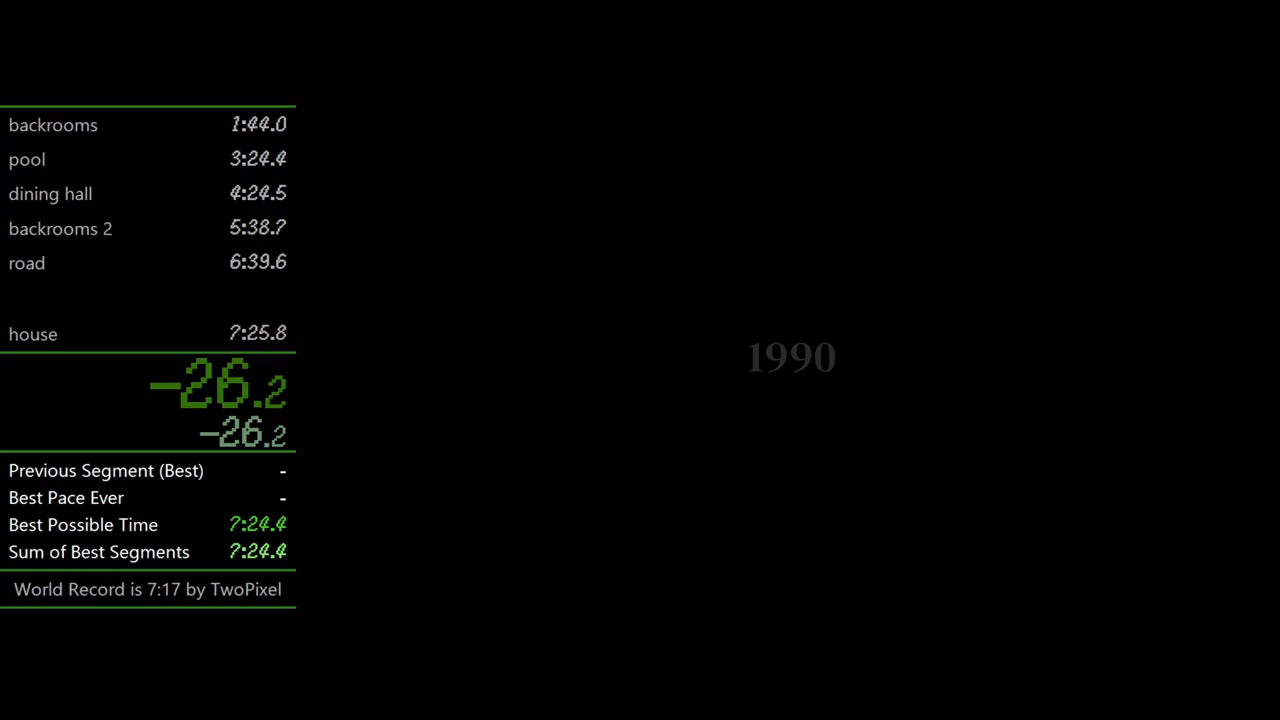 backrooms 1:44.0
pool 3:24.4
dining hall 4:24.5
backrooms 2 5:38.7
road 6:39.6
house 7:25.8
-26.2
-26.2
Previous Segment (Best) -
Best Pace Ever -
Best Possible Time 7:24.4
Sum of Best Segments 7:24.4
World Record is 7:17 by TwoPixel
1990